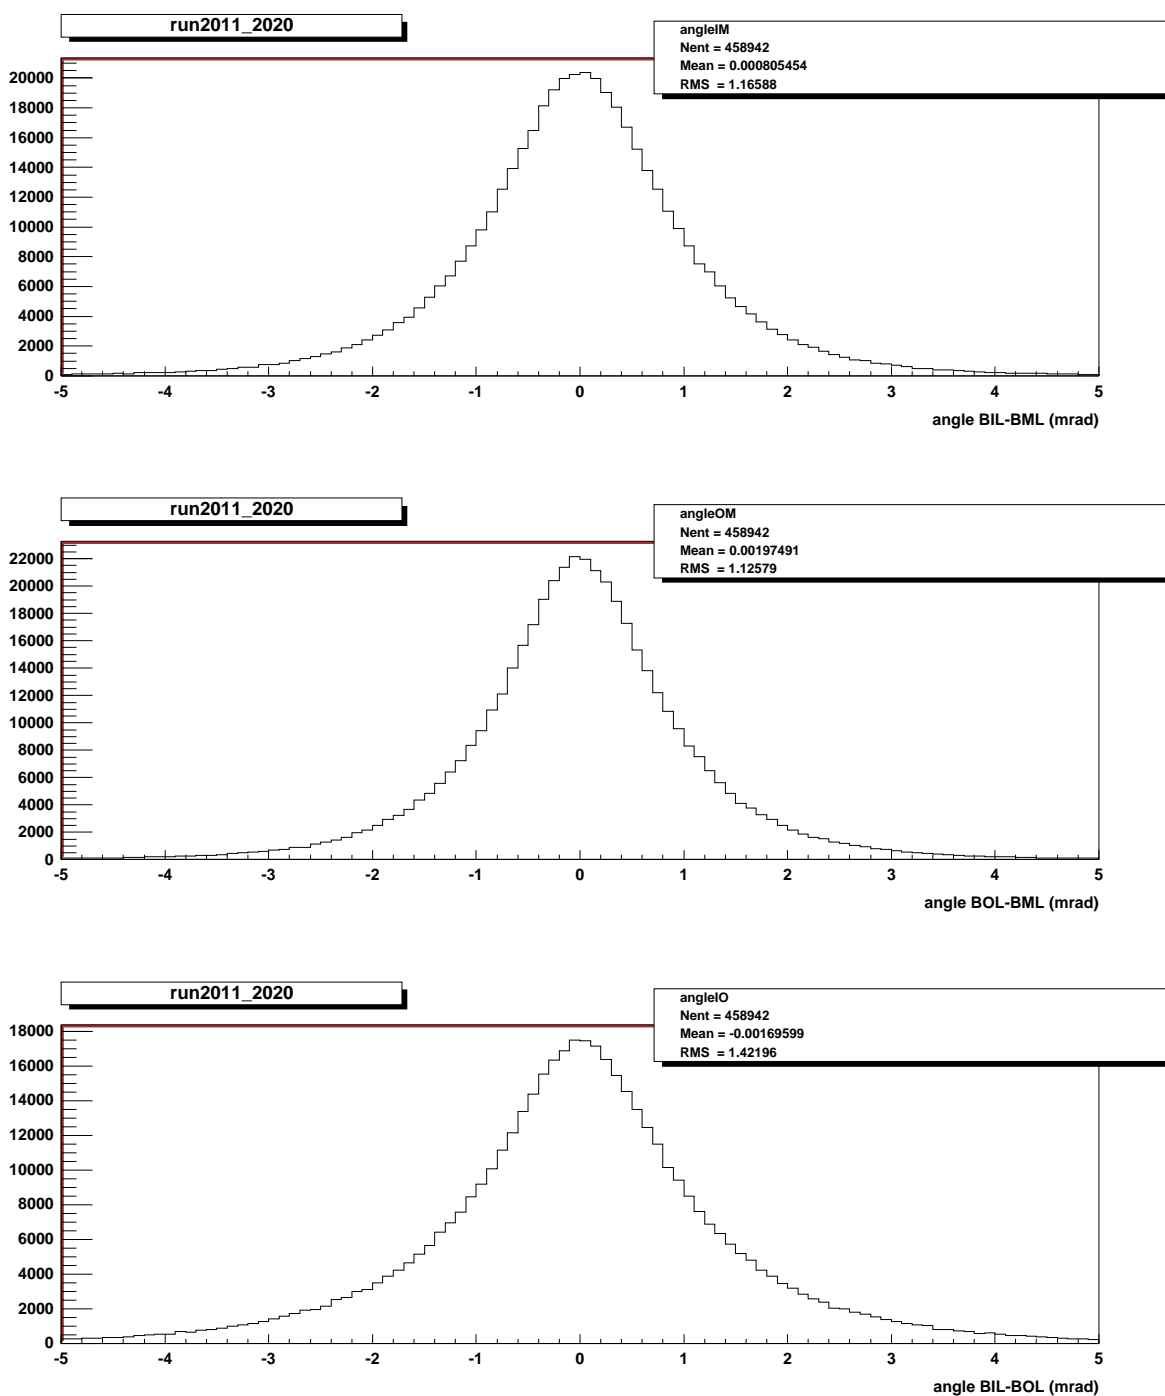 run2011_2020
angleIM
Nent = 458942
Mean = 0.000805454
RMS = 1.16588
20000
18000
16000
14000
12000
10000
8000
6000
4000
2000
0
-5 -4 -3 -2 -1 0 1 2 3 4 5
angle BIL-BML (mrad)
run2011_2020
angleOM
Nent = 458942
Mean = 0.00197491
RMS = 1.12579
22000
20000
18000
16000
14000
12000
10000
8000
6000
4000
2000
0
-5 -4 -3 -2 -1 0 1 2 3 4 5
angle BOL-BML (mrad)
run2011_2020
angleIO
Nent = 458942
Mean = -0.00169599
RMS = 1.42196
18000
16000
14000
12000
10000
8000
6000
4000
2000
0
-5 -4 -3 -2 -1 0 1 2 3 4 5
angle BIL-BOL (mrad)